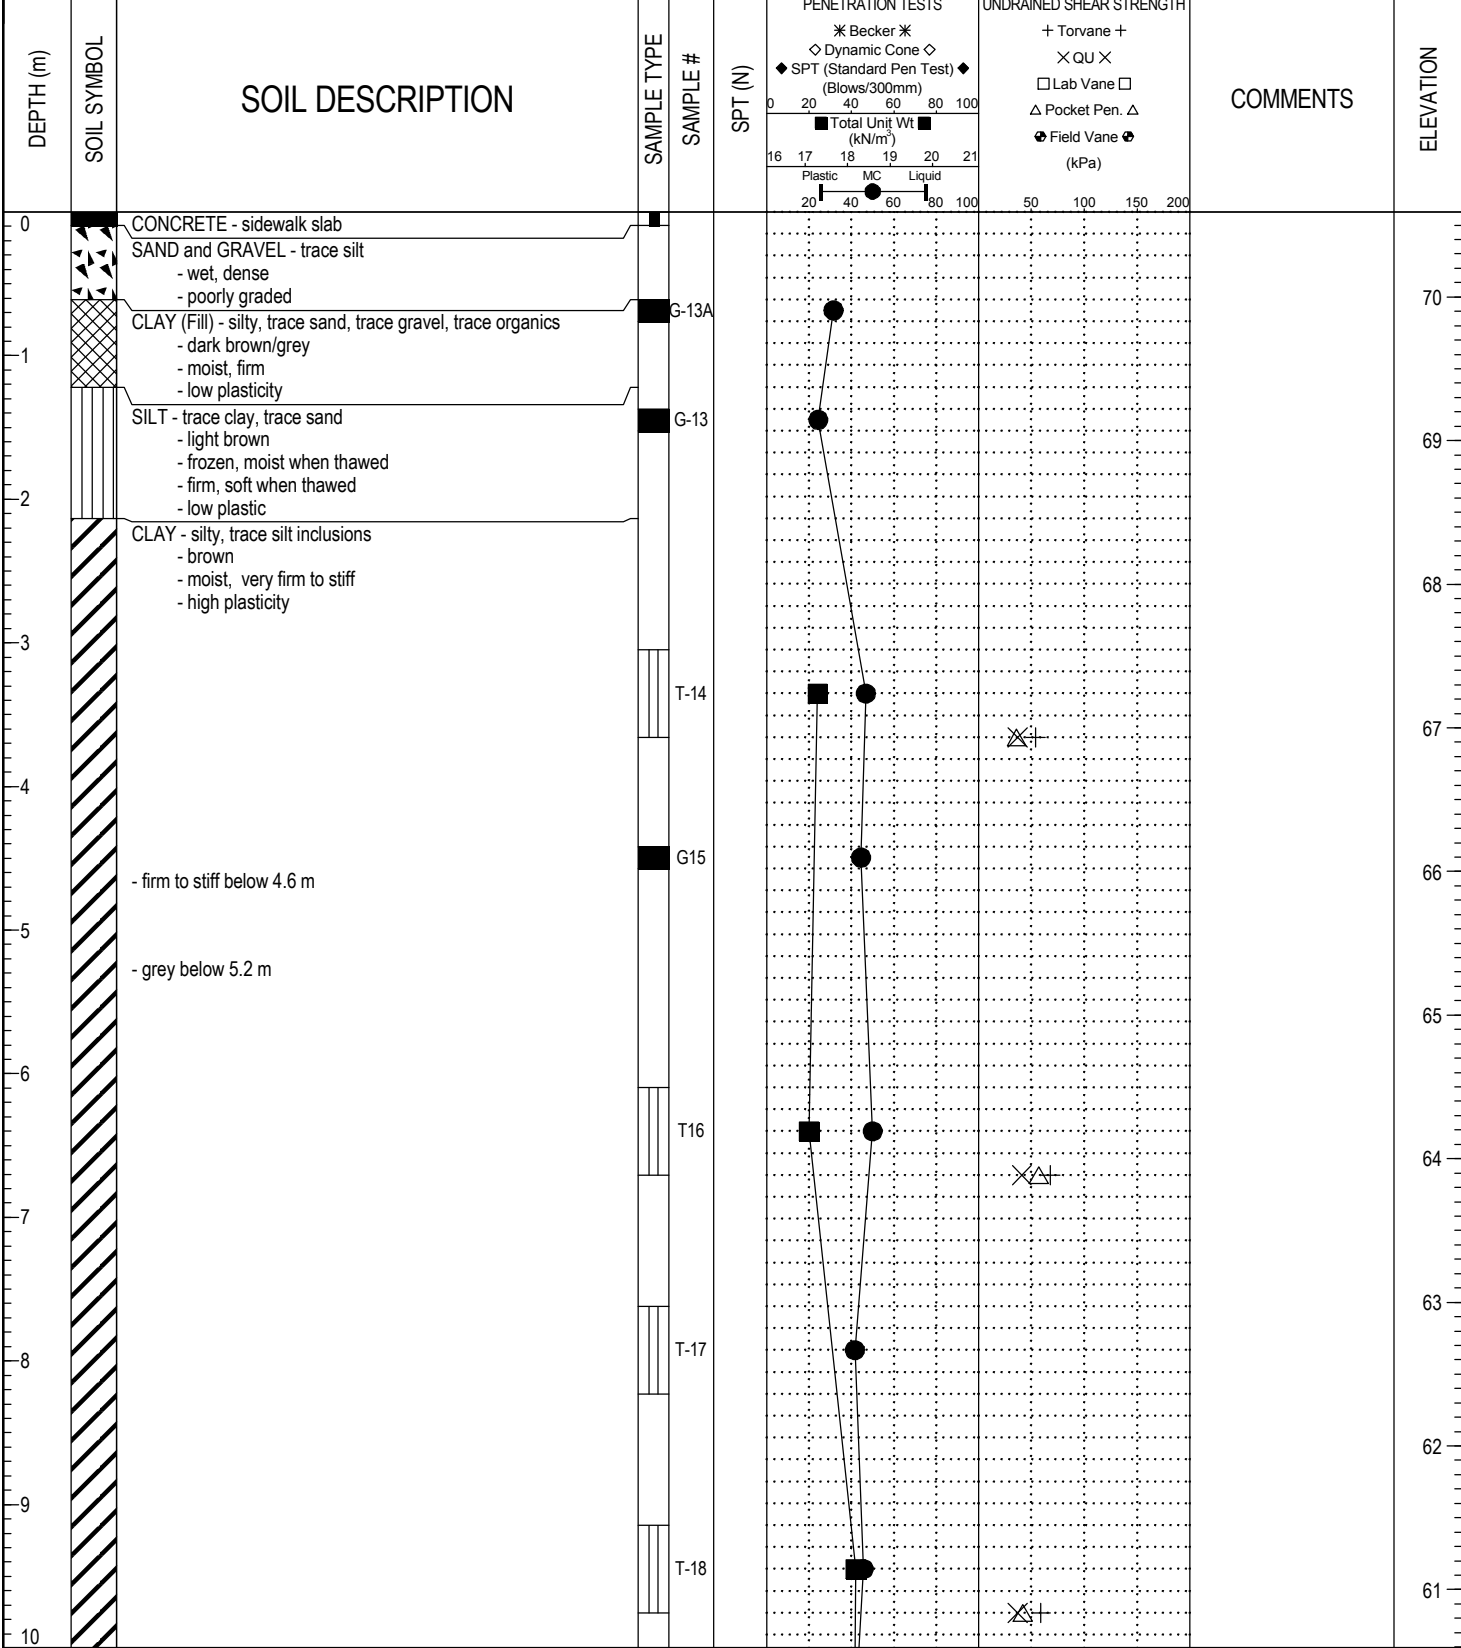 DEPTH (m)
SOIL SYMBOL
SOIL DESCRIPTION
SAMPLE TYPE
SAMPLE #
SPT (N)
PENETRATION TESTS
✳ Becker ✳
◇ Dynamic Cone ◇
◆ SPT (Standard Pen Test) ◆
(Blows/300mm)
0 20 40 60 80 100
■ Total Unit Wt ■
(kN/m³)
16 17 18 19 20 21
Plastic MC Liquid
20 40 60 80 100
UNDRAINED SHEAR STRENGTH
+ Torvane +
× QU ×
□ Lab Vane □
△ Pocket Pen. △
Field Vane
(kPa)
50 100 150 200
COMMENTS
ELEVATION
0
CONCRETE - sidewalk slab
SAND and GRAVEL - trace silt
- wet, dense
- poorly graded
G-13A
70
CLAY (Fill) - silty, trace sand, trace gravel, trace organics
- dark brown/grey
1
- moist, firm
- low plasticity
SILT - trace clay, trace sand
G-13
- light brown
69
- frozen, moist when thawed
- firm, soft when thawed
2
- low plastic
CLAY - silty, trace silt inclusions
- brown
- moist, very firm to stiff
68
- high plasticity
3
T-14
67
4
G15
66
- firm to stiff below 4.6 m
5
- grey below 5.2 m
65
6
T16
64
7
63
T-17
8
62
9
T-18
61
10